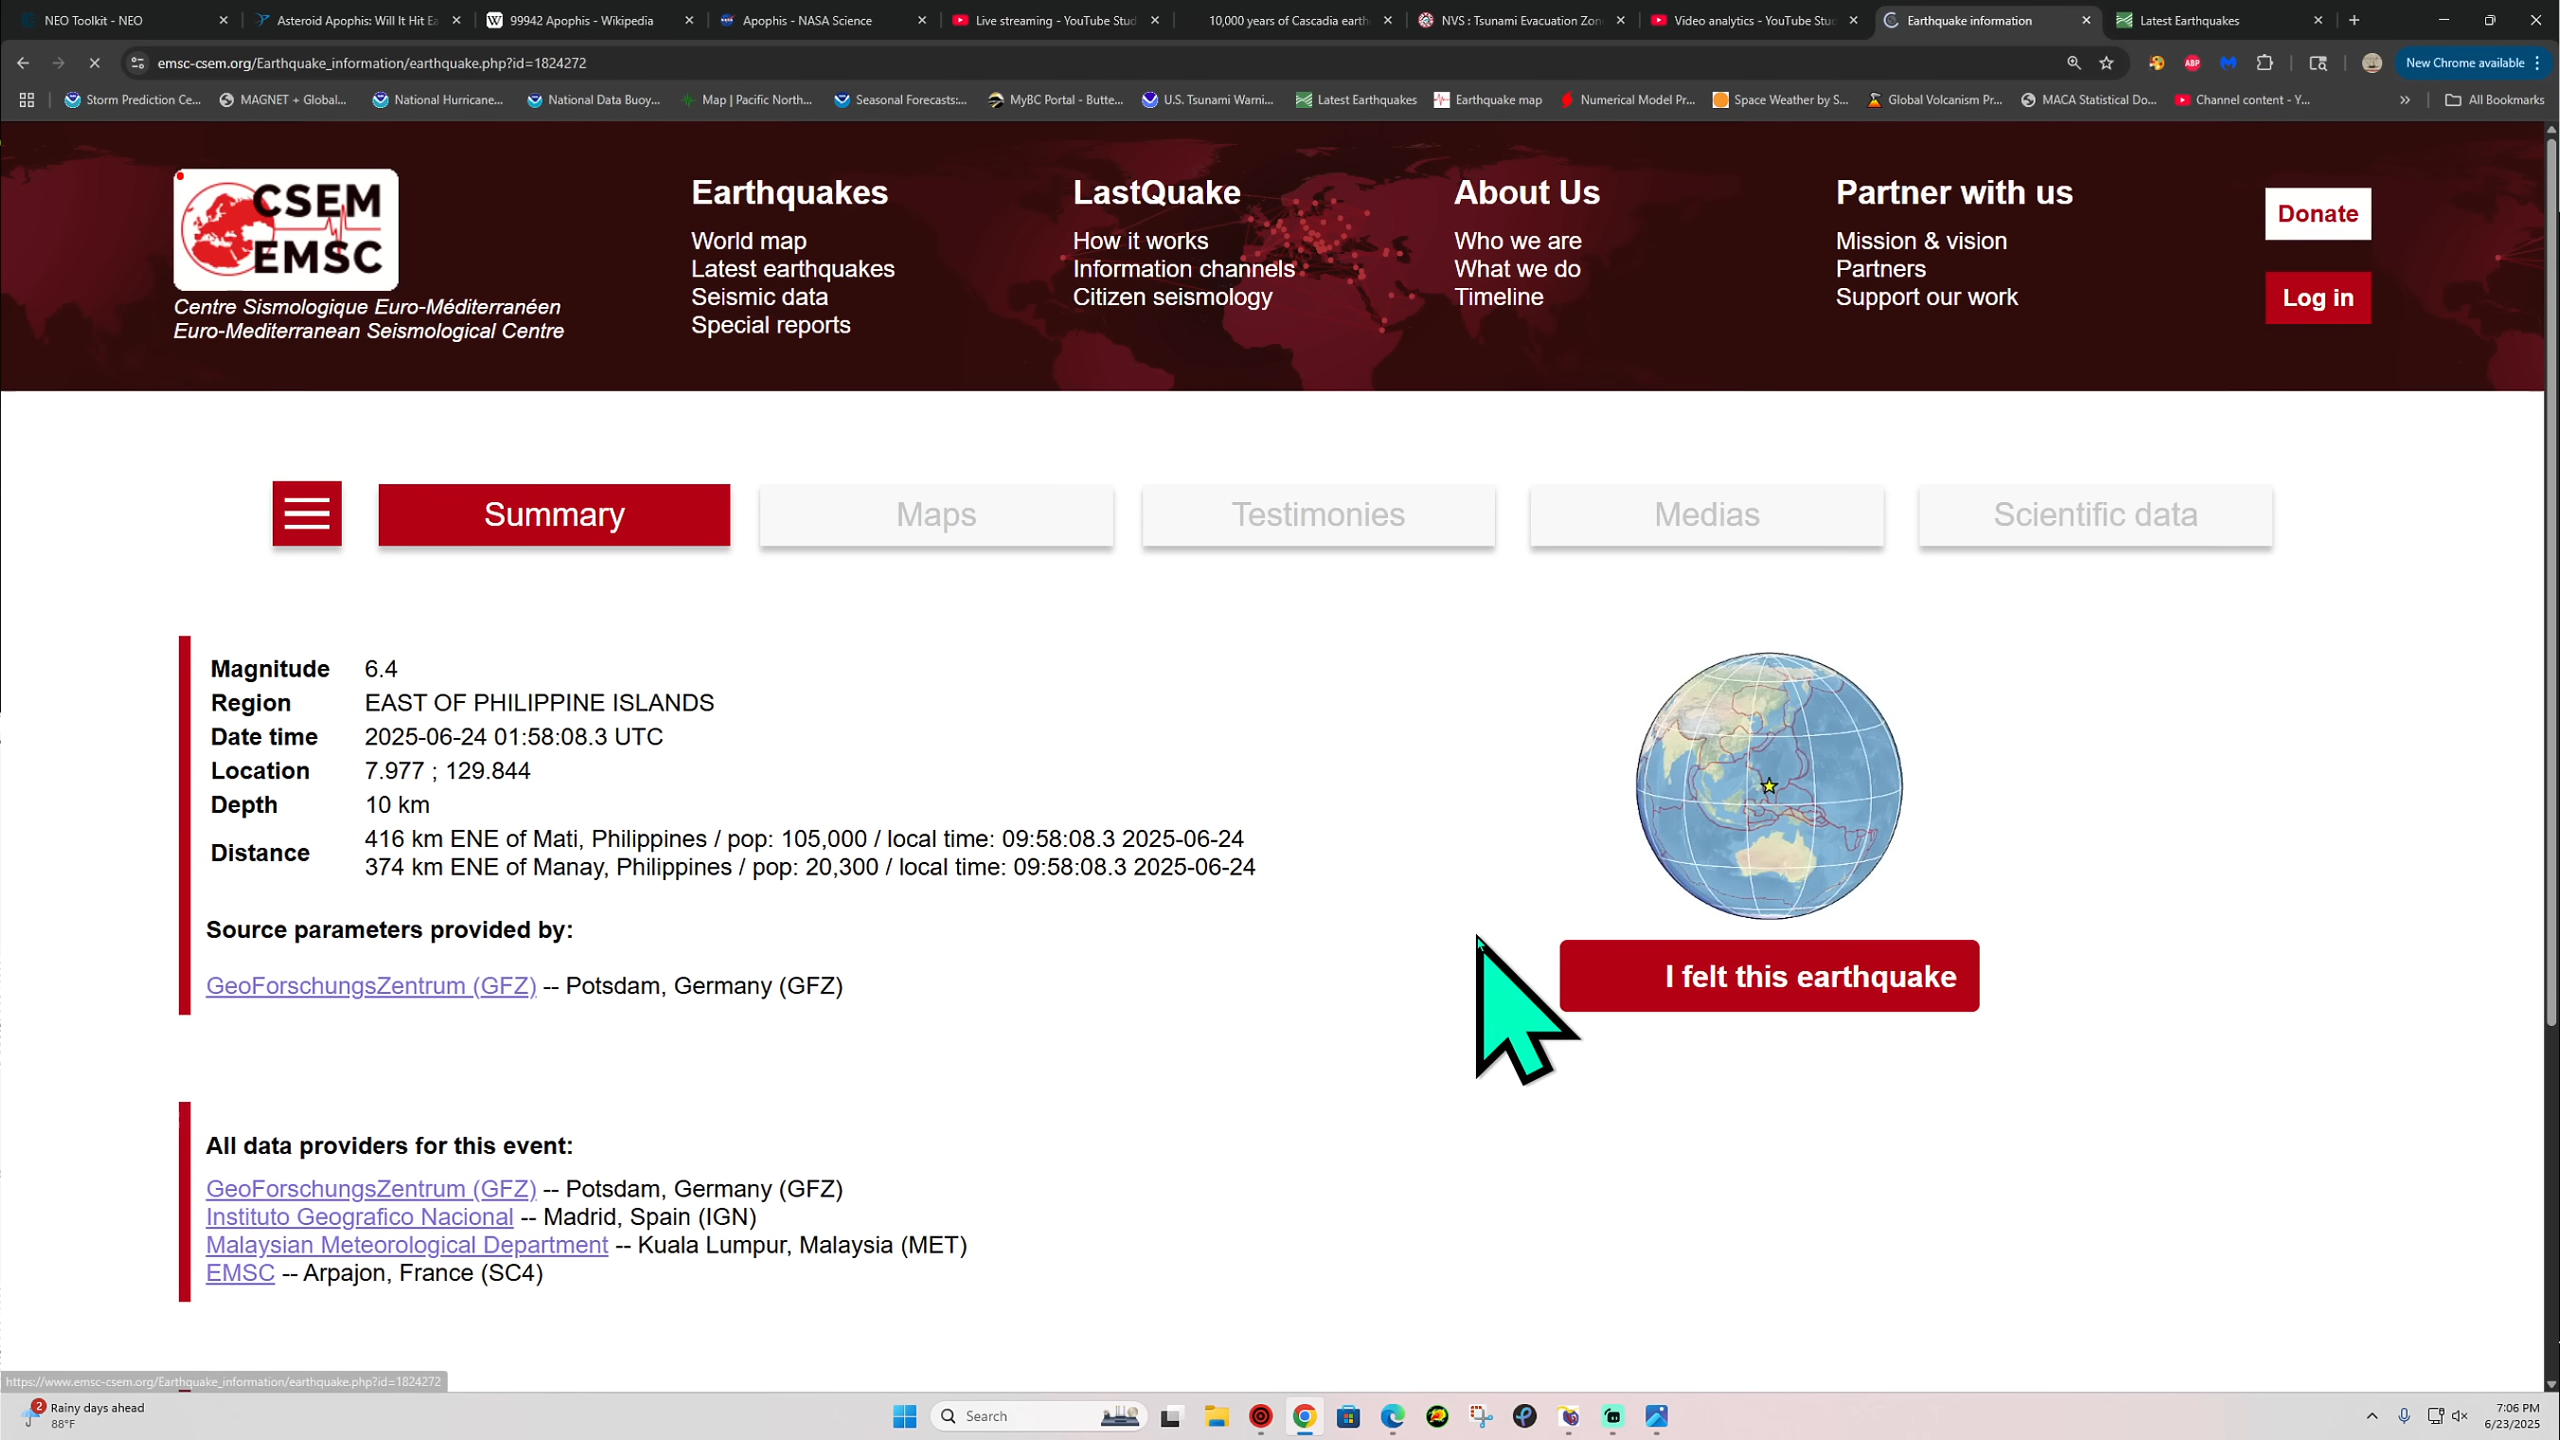 NEO Toolkit - NEO
Asteroid Apophis: Will It Hit Ea
99942 Apophis - Wikipedia
Apophis - NASA Science
Live streaming - YouTube Stud
10,000 years of Cascadia earth
NVS : Tsunami Evacuation Zon
Video analytics - YouTube Stu
Earthquake information
Latest Earthquakes
emsc-csem.org/Earthquake_information/earthquake.php?id=1824272
ABP
New Chrome available
Storm Prediction Ce...
MAGNET + Global...
National Hurricane...
National Data Buoy...
Map | Pacific North...
Seasonal Forecasts:...
MyBC Portal - Butte...
U.S. Tsunami Warni...
Latest Earthquakes
Earthquake map
Numerical Model Pr...
Space Weather by S...
Global Volcanism Pr...
MACA Statistical Do...
Channel content - Y...
All Bookmarks
CSEM
EMSC
Centre Sismologique Euro-Méditerranéen
Euro-Mediterranean Seismological Centre
Earthquakes
World map
Latest earthquakes
Seismic data
Special reports
LastQuake
How it works
Information channels
Citizen seismology
About Us
Who we are
What we do
Timeline
Partner with us
Mission & vision
Partners
Support our work
Donate
Log in
Summary
Maps
Testimonies
Medias
Scientific data
Magnitude 6.4
Region EAST OF PHILIPPINE ISLANDS
Date time 2025-06-24 01:58:08.3 UTC
Location 7.977 ; 129.844
Depth 10 km
Distance 416 km ENE of Mati, Philippines / pop: 105,000 / local time: 09:58:08.3 2025-06-24
374 km ENE of Manay, Philippines / pop: 20,300 / local time: 09:58:08.3 2025-06-24
Source parameters provided by:
GeoForschungsZentrum (GFZ) -- Potsdam, Germany (GFZ)
I felt this earthquake
All data providers for this event:
GeoForschungsZentrum (GFZ) -- Potsdam, Germany (GFZ)
Instituto Geografico Nacional -- Madrid, Spain (IGN)
Malaysian Meteorological Department -- Kuala Lumpur, Malaysia (MET)
EMSC -- Arpajon, France (SC4)
https://www.emsc-csem.org/Earthquake_information/earthquake.php?id=1824272
2
Rainy days ahead
88°F
Search
7:06 PM
6/23/2025